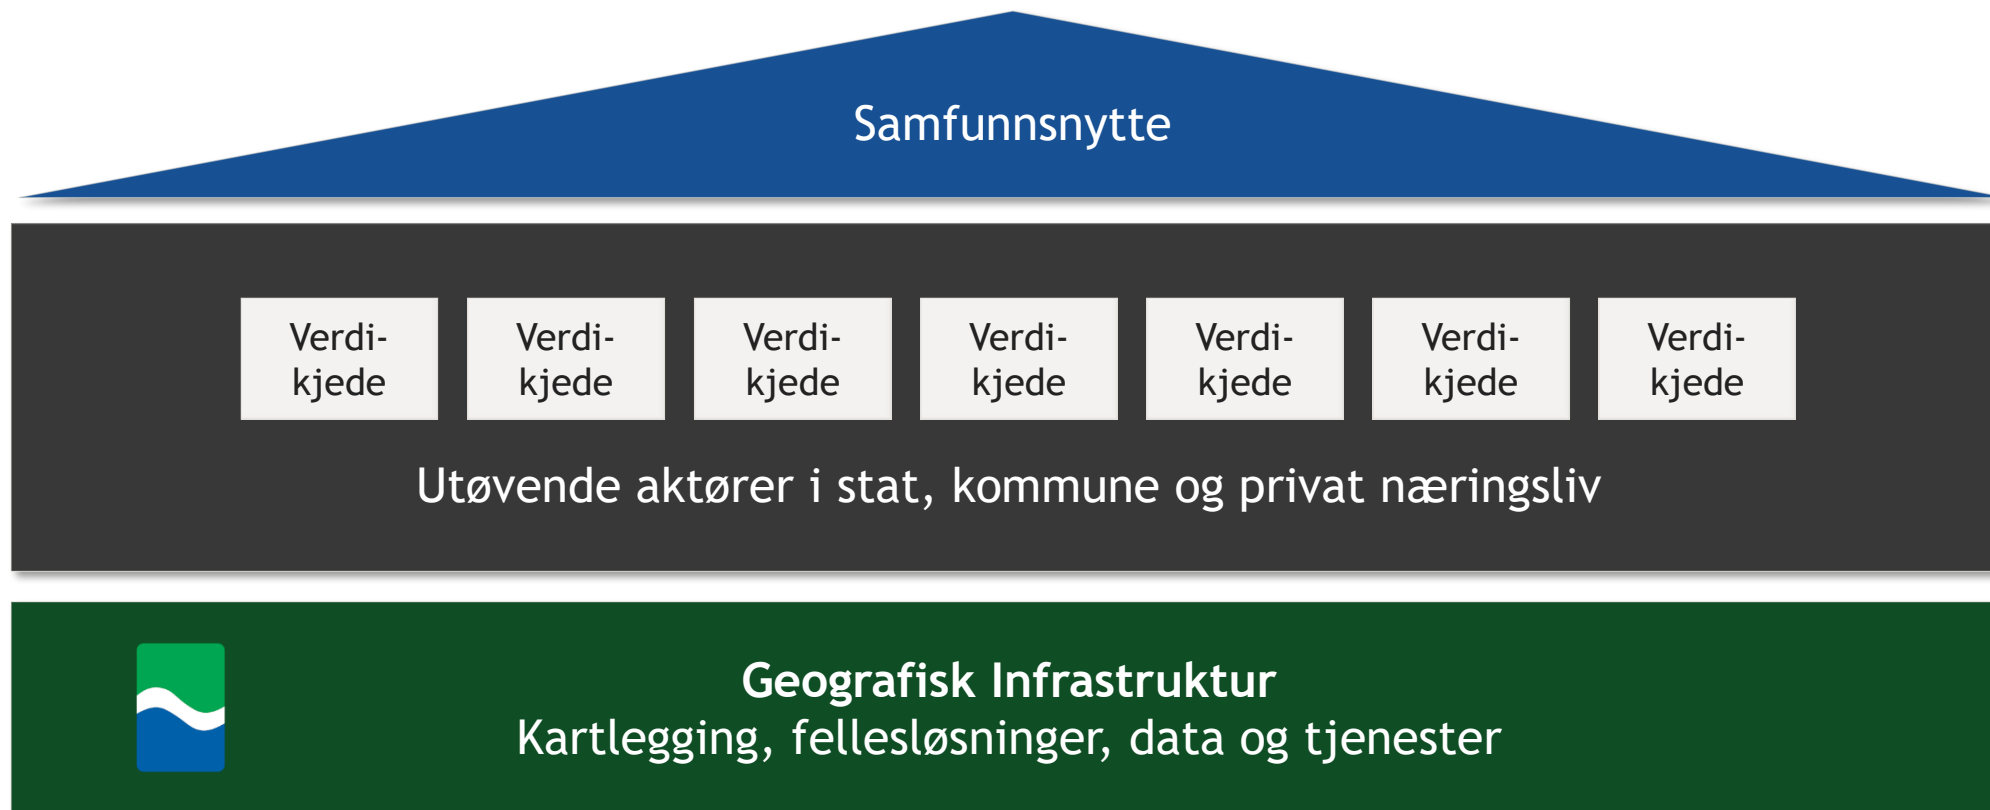 Samfunnsnytte
Verdi-
kjede
Verdi-
kjede
Verdi-
kjede
Verdi-
kjede
Verdi-
kjede
Verdi-
kjede
Verdi-
kjede
Utøvende aktører i stat, kommune og privat næringsliv
Geografisk Infrastruktur
Kartlegging, fellesløsninger, data og tjenester